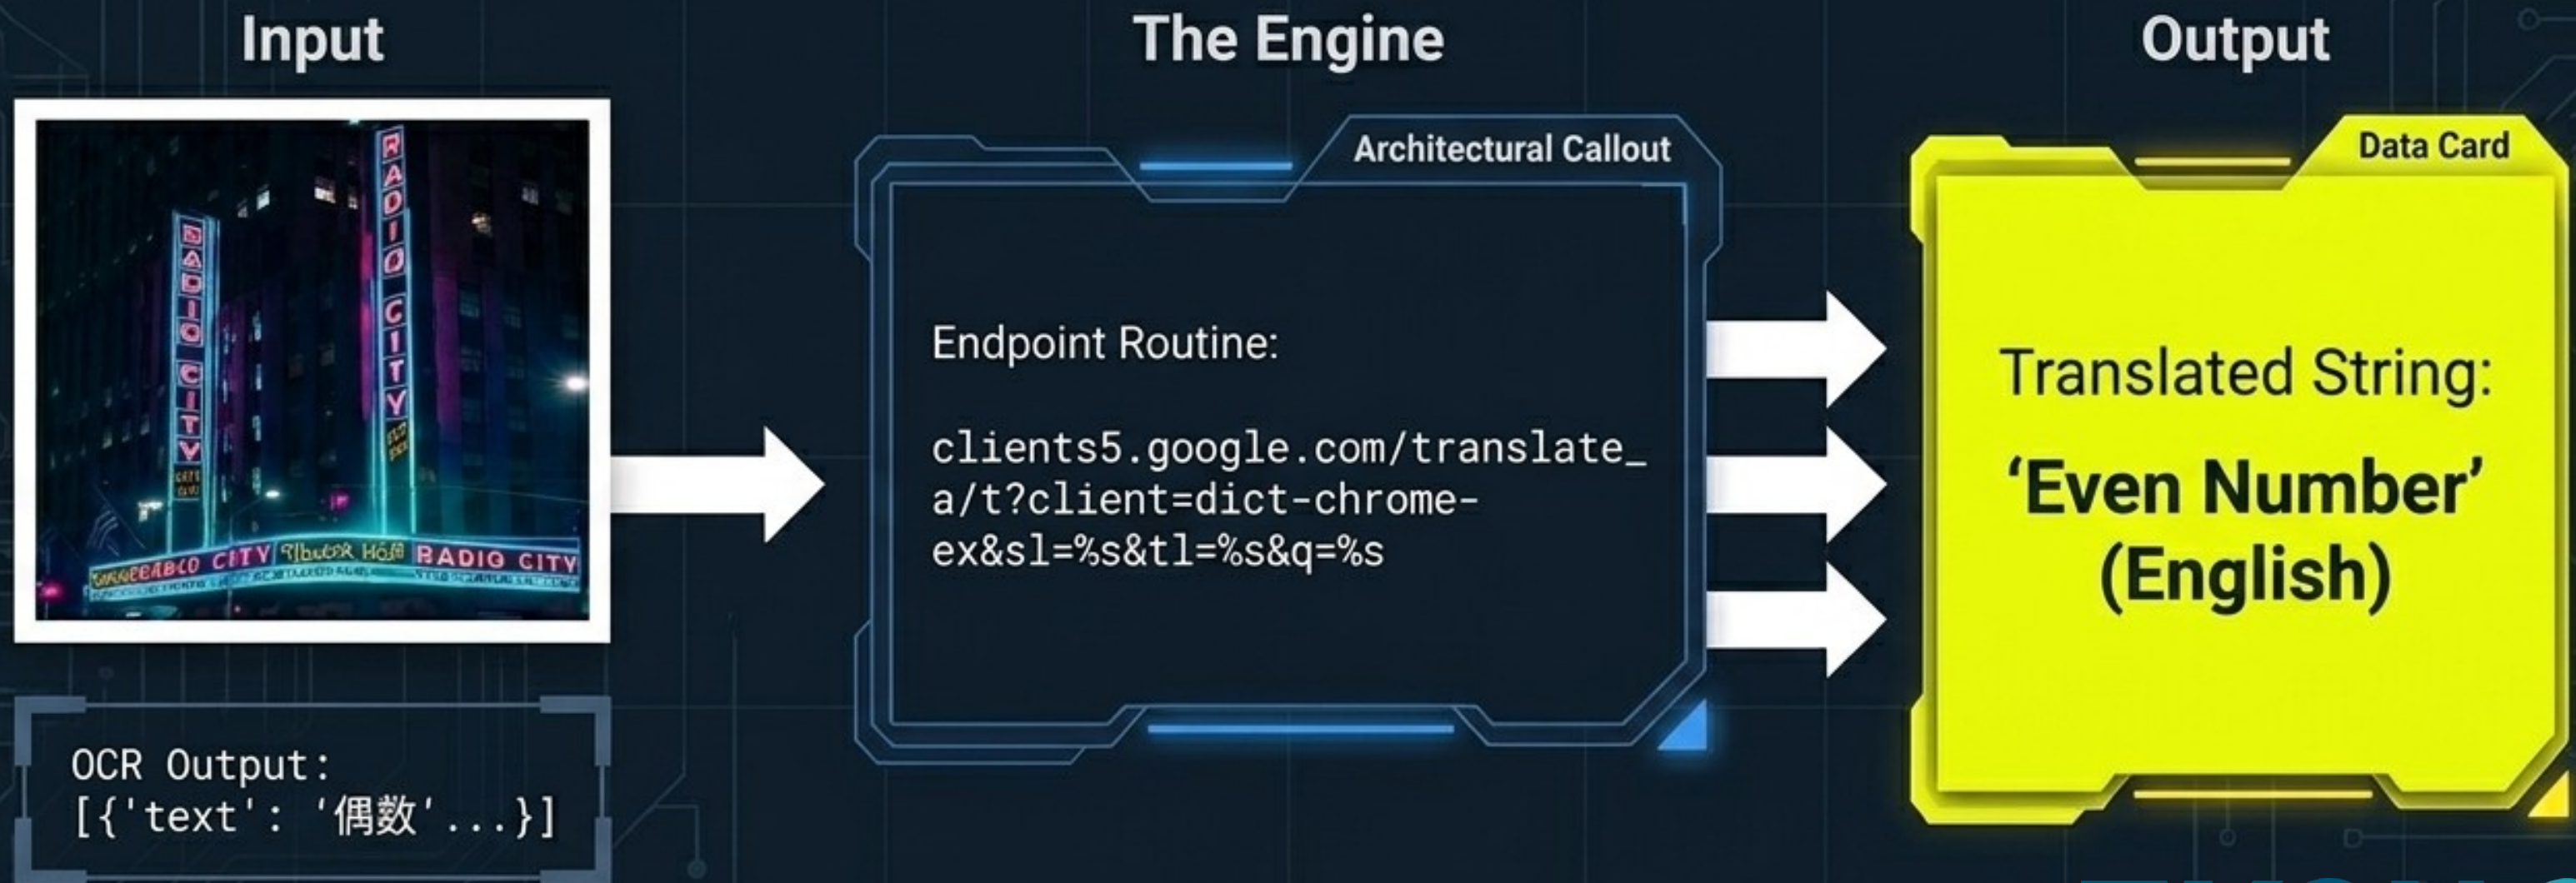 Input
The Engine
Output
RADIO CITY
RADIO CITY
CITY
RADIO CITY
OCR Output:
[{'text': '偶数'...}]
Architectural Callout
Endpoint Routine:
clients5.google.com/translate_
a/t?client=dict-chrome-
ex&sl=%s&tl=%s&q=%s
Data Card
Translated String:
‘Even Number’
(English)